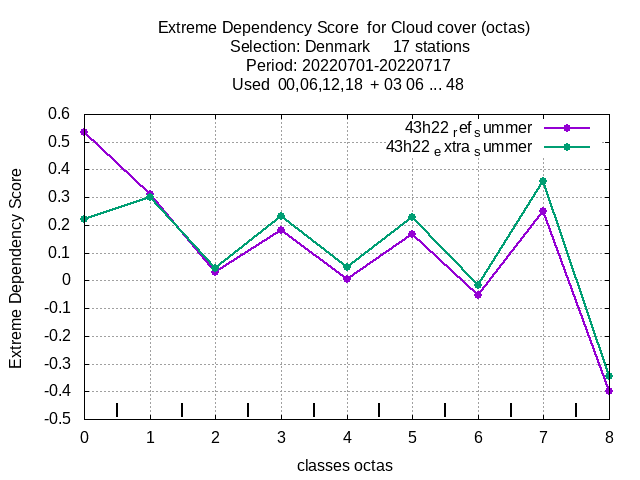 Extreme Dependency Score  for Cloud cover (octas)
Selection: Denmark     17 stations
Period: 20220701-20220717
Used  00,06,12,18  + 03 06 ... 48
43h22 ref summer
43h22 extra summer
Extreme Dependency Score
0.6
0.5
0.4
0.3
0.2
0.1
0
-0.1
-0.2
-0.3
-0.4
-0.5
0 1 2 3 4 5 6 7 8
classes octas